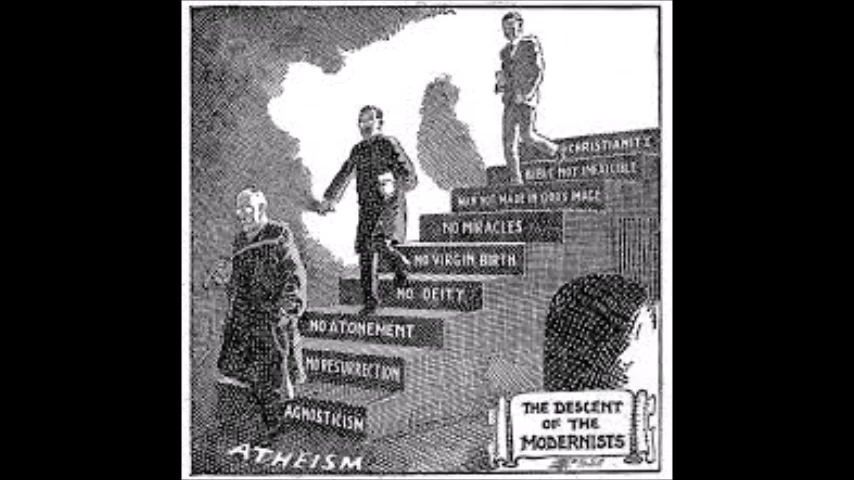 CHRISTIANITY
BIBLE NOT INFALLIBLE
MAN NOT MADE IN GOD'S IMAGE
NO MIRACLES
NO VIRGIN BIRTH
NO DEITY
NO ATONEMENT
NO RESURRECTION
AGNOSTICISM
ATHEISM
THE DESCENT
OF THE
MODERNISTS